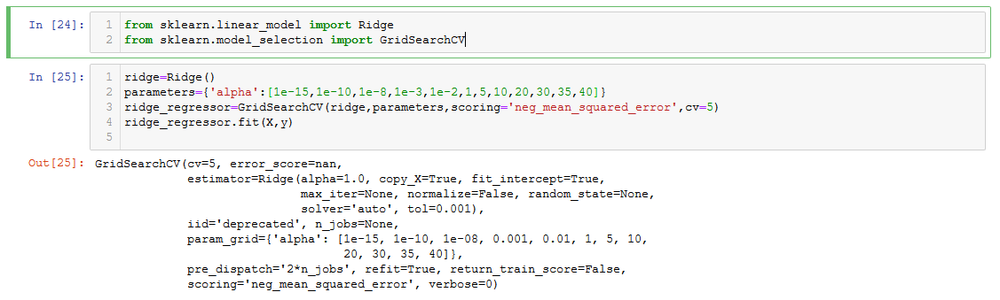 In [24]:
1 from sklearn.linear_model import Ridge
2 from sklearn.model_selection import GridSearchCV
In [25]:
1 ridge=Ridge()
2 parameters={'alpha':[1e-15,1e-10,1e-8,1e-3,1e-2,1,5,10,20,30,35,40]}
3 ridge_regressor=GridSearchCV(ridge,parameters,scoring='neg_mean_squared_error',cv=5)
4 ridge_regressor.fit(X,y)
5
Out[25]: GridSearchCV(cv=5, error_score=nan,
estimator=Ridge(alpha=1.0, copy_X=True, fit_intercept=True,
max_iter=None, normalize=False, random_state=None,
solver='auto', tol=0.001),
iid='deprecated', n_jobs=None,
param_grid={'alpha': [1e-15, 1e-10, 1e-08, 0.001, 0.01, 1, 5, 10,
20, 30, 35, 40]},
pre_dispatch='2*n_jobs', refit=True, return_train_score=False,
scoring='neg_mean_squared_error', verbose=0)